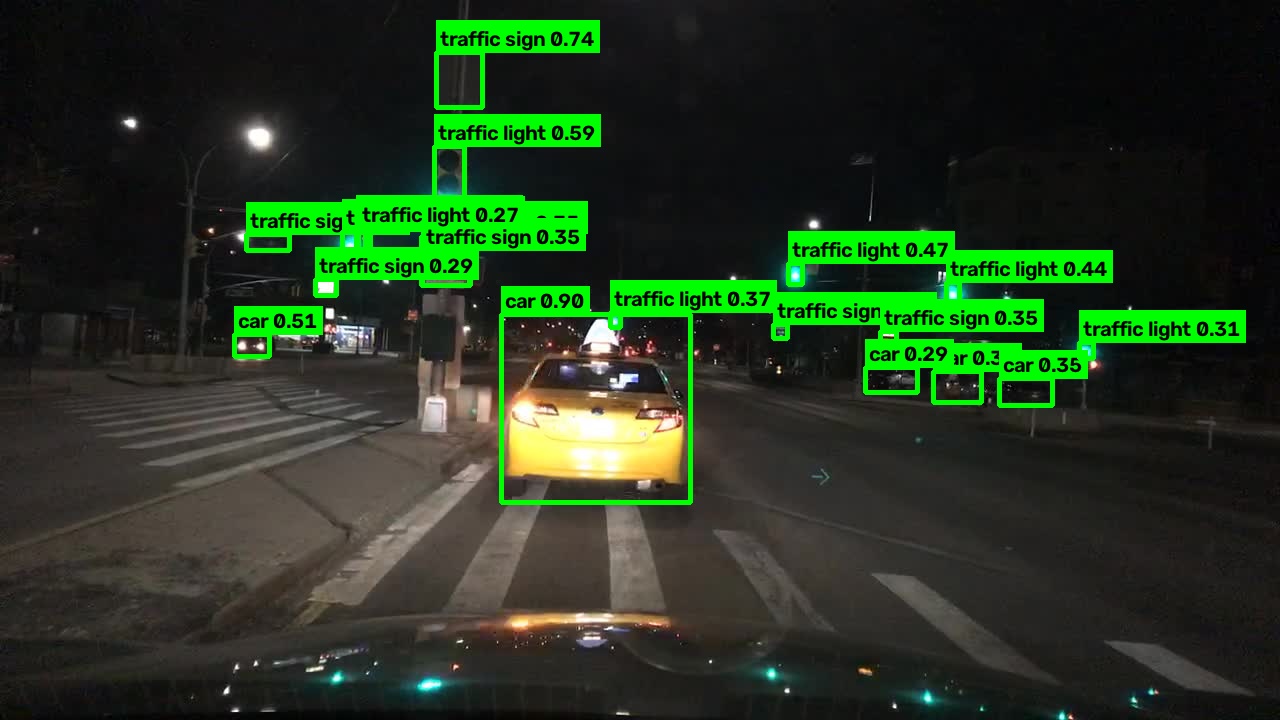 traffic sign 0.74
traffic light 0.59
traffic sig
t
traffic light 0.27
traffic sign 0.35
traffic sign 0.29
car 0.51
car 0.90
traffic light 0.37
traffic light 0.47
traffic light 0.44
traffic sign
traffic sign 0.35
traffic light 0.31
car 0.29
car 0.35